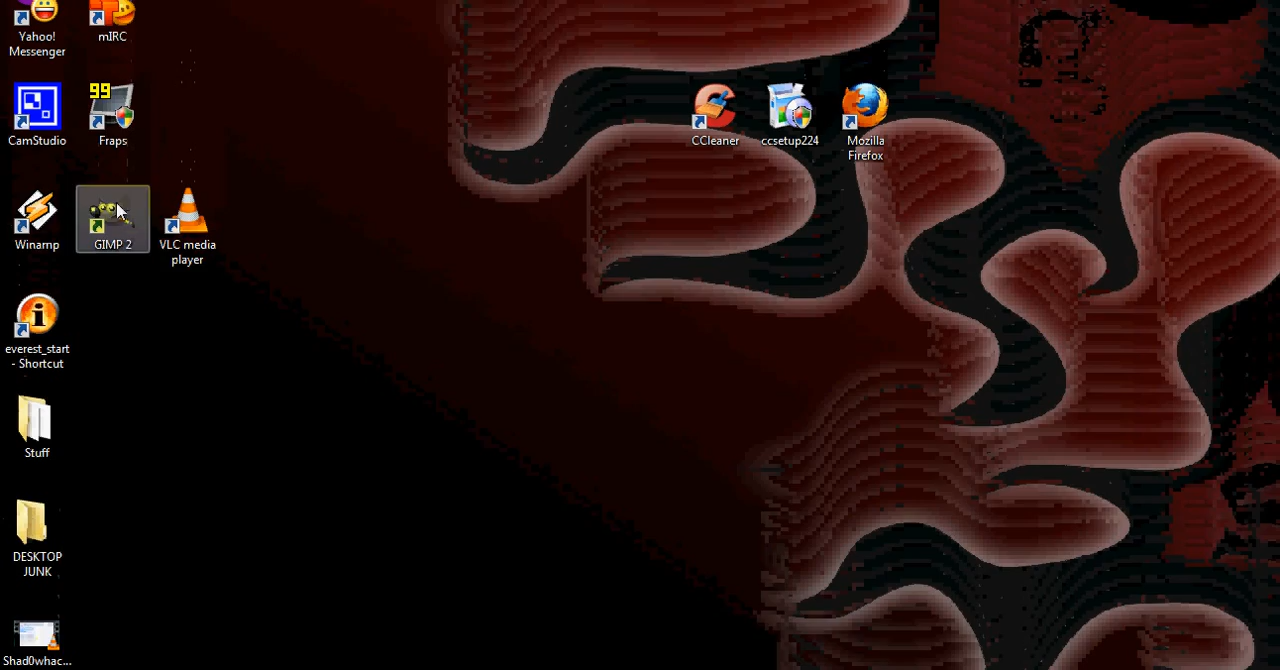 Yahoo!
Messenger
mIRC
99
CamStudio
Fraps
CCleaner
ccsetup224
Mozilla
Firefox
Winamp
GIMP 2
VLC media
player
everest_start
- Shortcut
Stuff
DESKTOP
JUNK
Shad0whac...